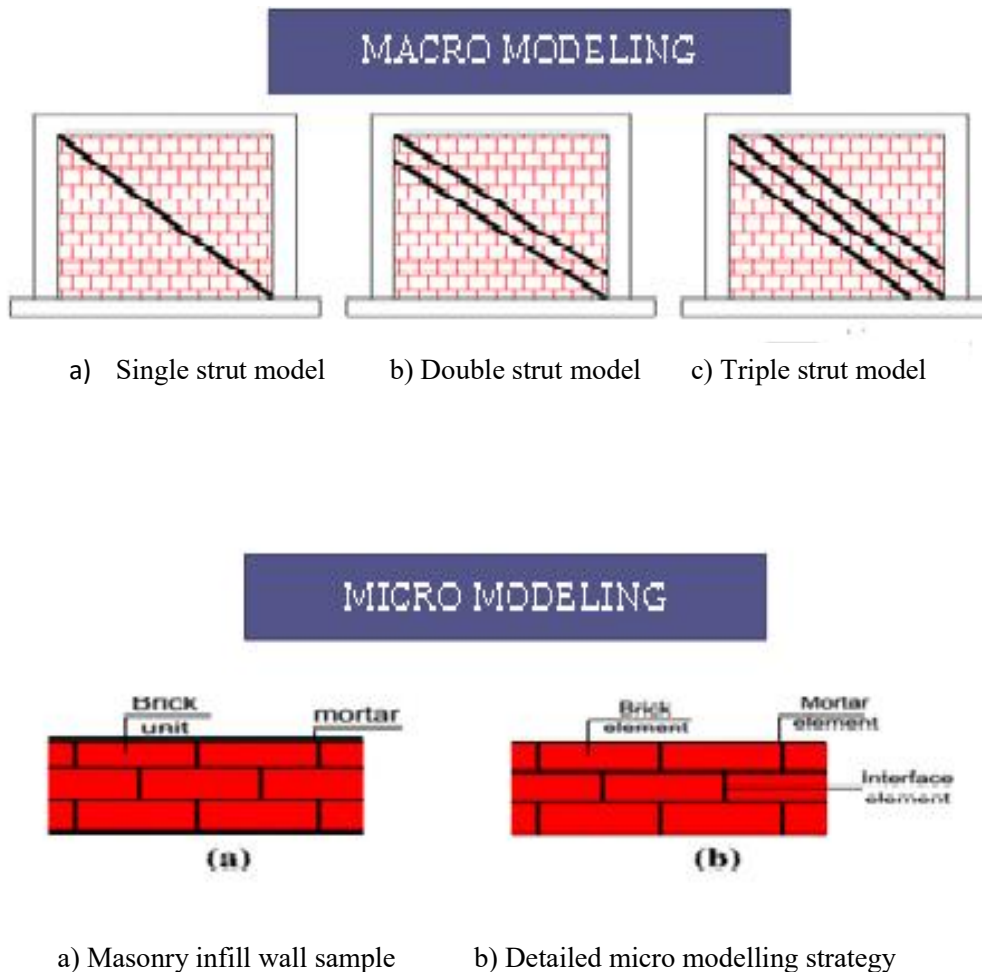 MACRO MODELING
a) Single strut model b) Double strut model c) Triple strut model
MICRO MODELING
Brick
unit
mortar
Brick
element
Mortar
element
Interface
element
(a)
(b)
a) Masonry infill wall sample b) Detailed micro modelling strategy